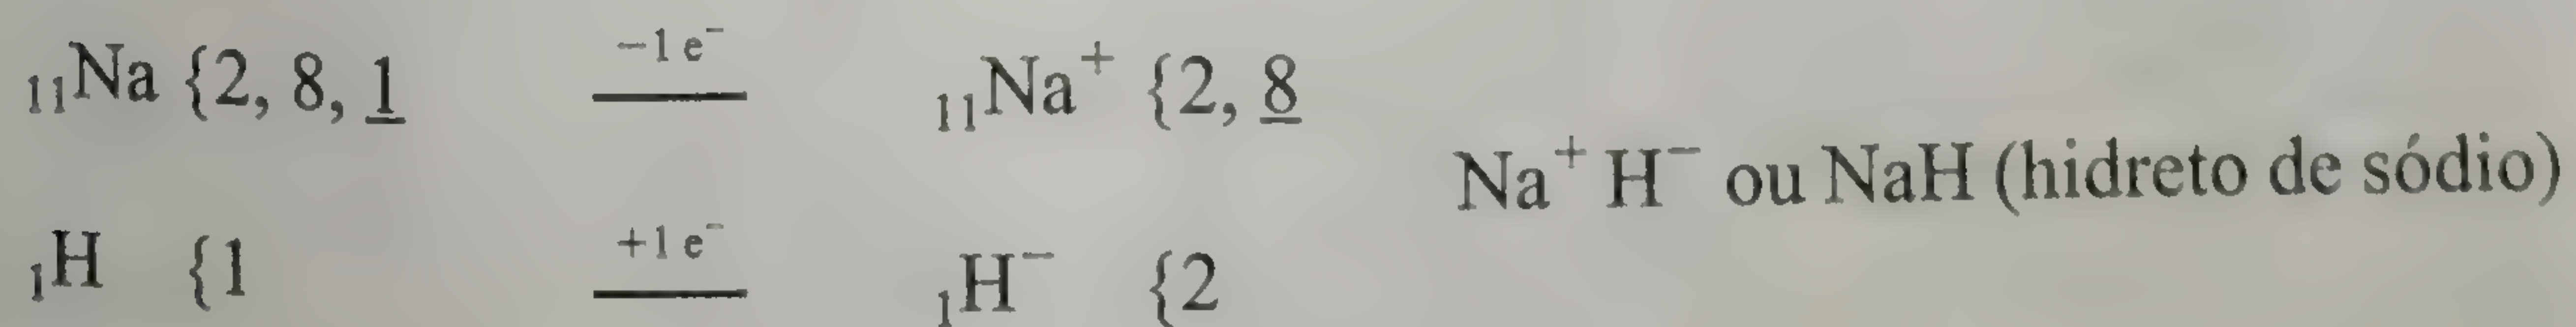 −1 e⁻
₁₁Na {2, 8, 1 ₁₁Na⁺ {2, 8
Na⁺ H⁻ ou NaH (hidreto de sódio)
+1 e⁻
₁H {1 ₁H⁻ {2